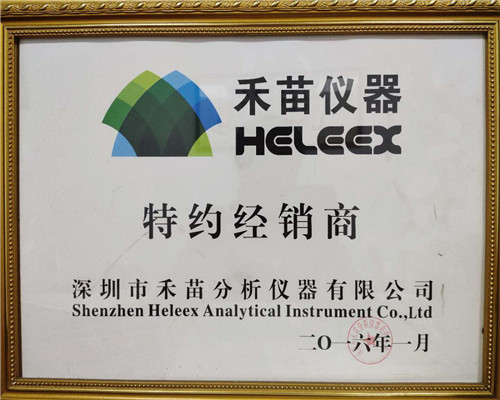 禾苗仪器
HELEEX
特约经销商
深圳市禾苗分析仪器有限公司
Shenzhen Heleex Analytical Instrument Co.,Ltd
二〇一六年一月